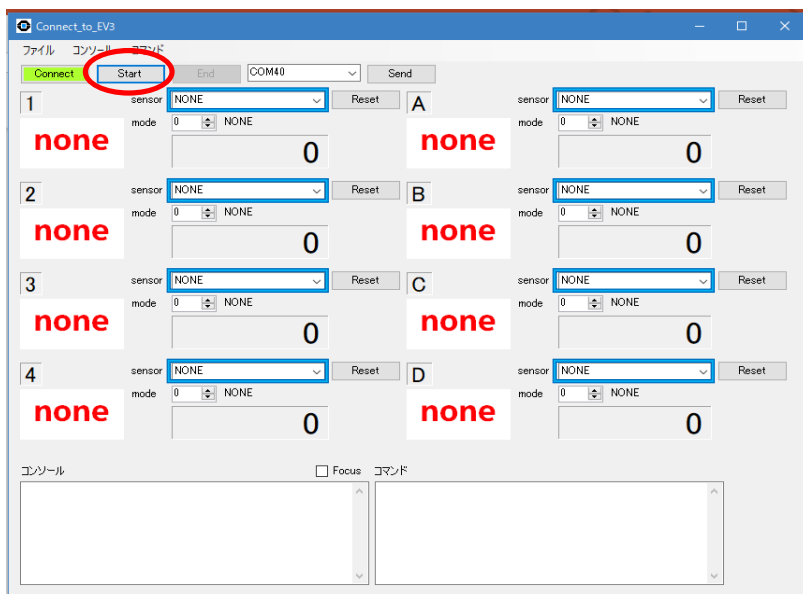 Connect_to_EV3
ファイル コンソール コマンド
Connect Start End COM40 Send
1 sensor NONE Reset A sensor NONE Reset
mode 0 NONE mode 0 NONE
none 0 none 0
2 sensor NONE Reset B sensor NONE Reset
mode 0 NONE mode 0 NONE
none 0 none 0
3 sensor NONE Reset C sensor NONE Reset
mode 0 NONE mode 0 NONE
none 0 none 0
4 sensor NONE Reset D sensor NONE Reset
mode 0 NONE mode 0 NONE
none 0 none 0
コンソール Focus コマンド